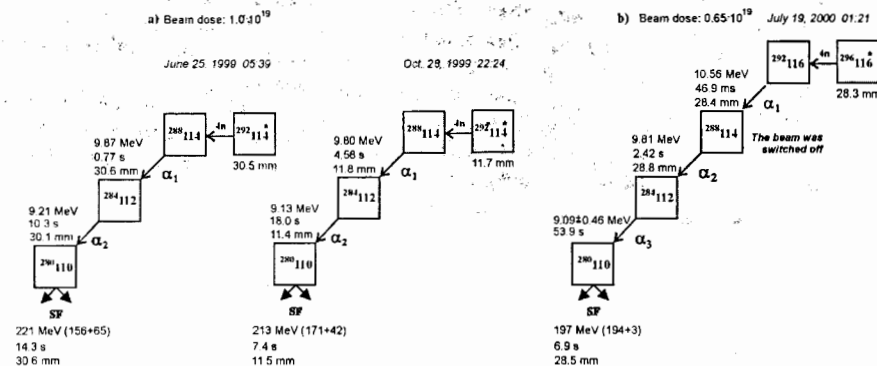 a) Beam dose: 1.0·10¹⁹
June 25, 1999 05:39
²⁸⁸114
4n
²⁹²114*
30.5 mm
9.87 MeV
0.77 s
30.6 mm
α₁
²⁸⁴112
9.21 MeV
10.3 s
30.1 mm
α₂
²⁸⁰110
SF
221 MeV (156+65)
14.3 s
30.6 mm
Oct. 28, 1999 22:24
²⁸⁸114
4n
²⁹²114*
11.7 mm
9.80 MeV
4.58 s
11.8 mm
α₁
²⁸⁴112
9.13 MeV
18.0 s
11.4 mm
α₂
²⁸⁰110
SF
213 MeV (171+42)
7.4 s
11.5 mm
b) Beam dose: 0.65·10¹⁹ July 19, 2000 01:21
²⁹²116
4n
²⁹⁶116*
28.3 mm
10.56 MeV
46.9 ms
28.4 mm
α₁
²⁸⁸114
The beam was
switched off
9.81 MeV
2.42 s
28.8 mm
α₂
²⁸⁴112
9.09±0.46 MeV
53.9 s
α₃
²⁸⁰110
SF
197 MeV (194+3)
6.9 s
28.5 mm